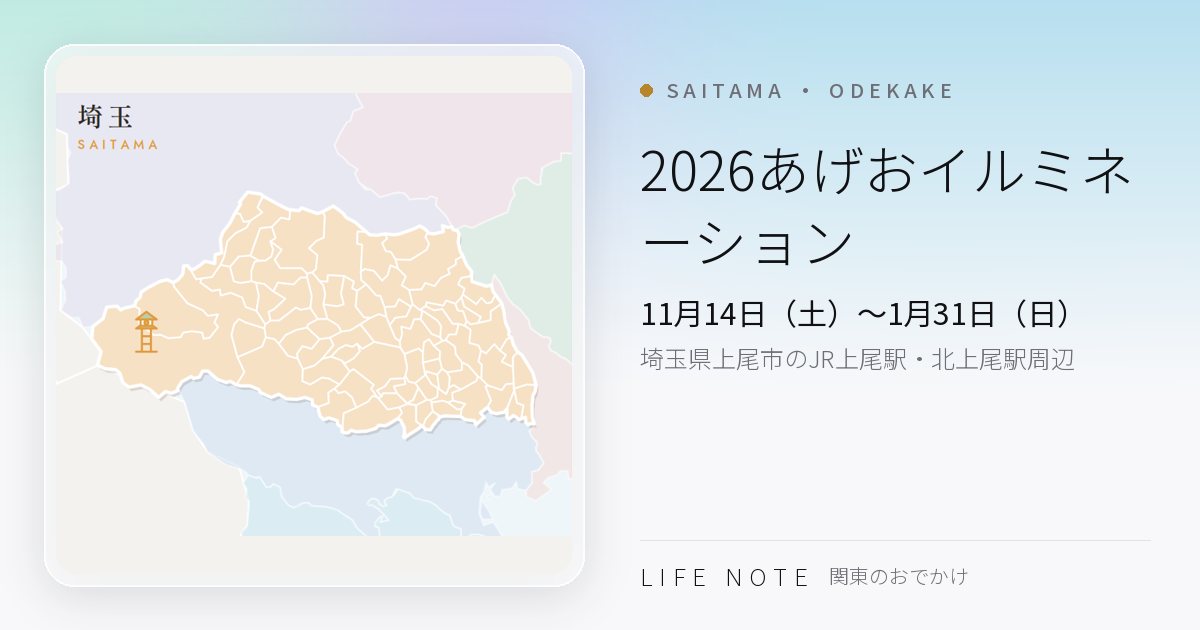 埼玉
SAITAMA
SAITAMA ・ ODEKAKE
2026あげおイルミネ
ーション
11月14日（土）〜1月31日（日）
埼玉県上尾市のJR上尾駅・北上尾駅周辺
LIFE NOTE 関東のおでかけ